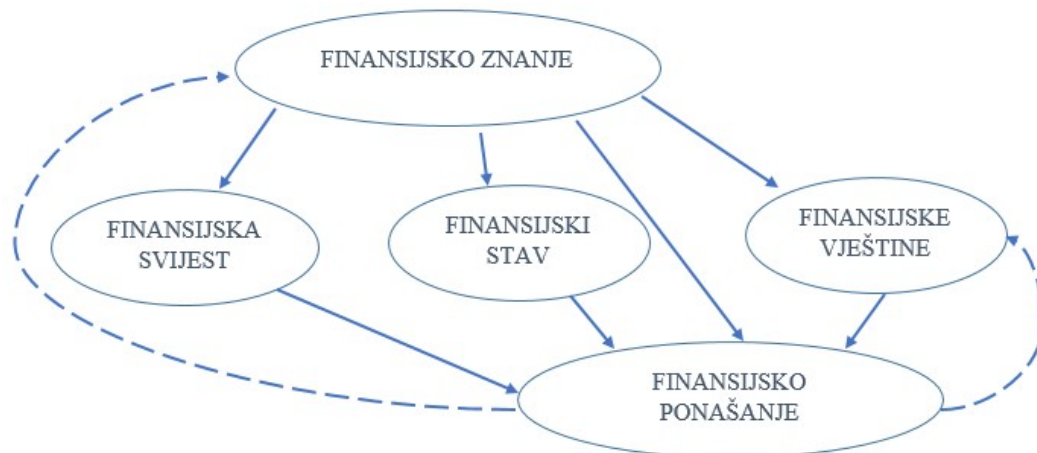 FINANSIJSKO ZNANJE
FINANSIJSKA
SVIJEST
FINANSIJSKI
STAV
FINANSIJSKE
VJEŠTINE
FINANSIJSKO
PONAŠANJE